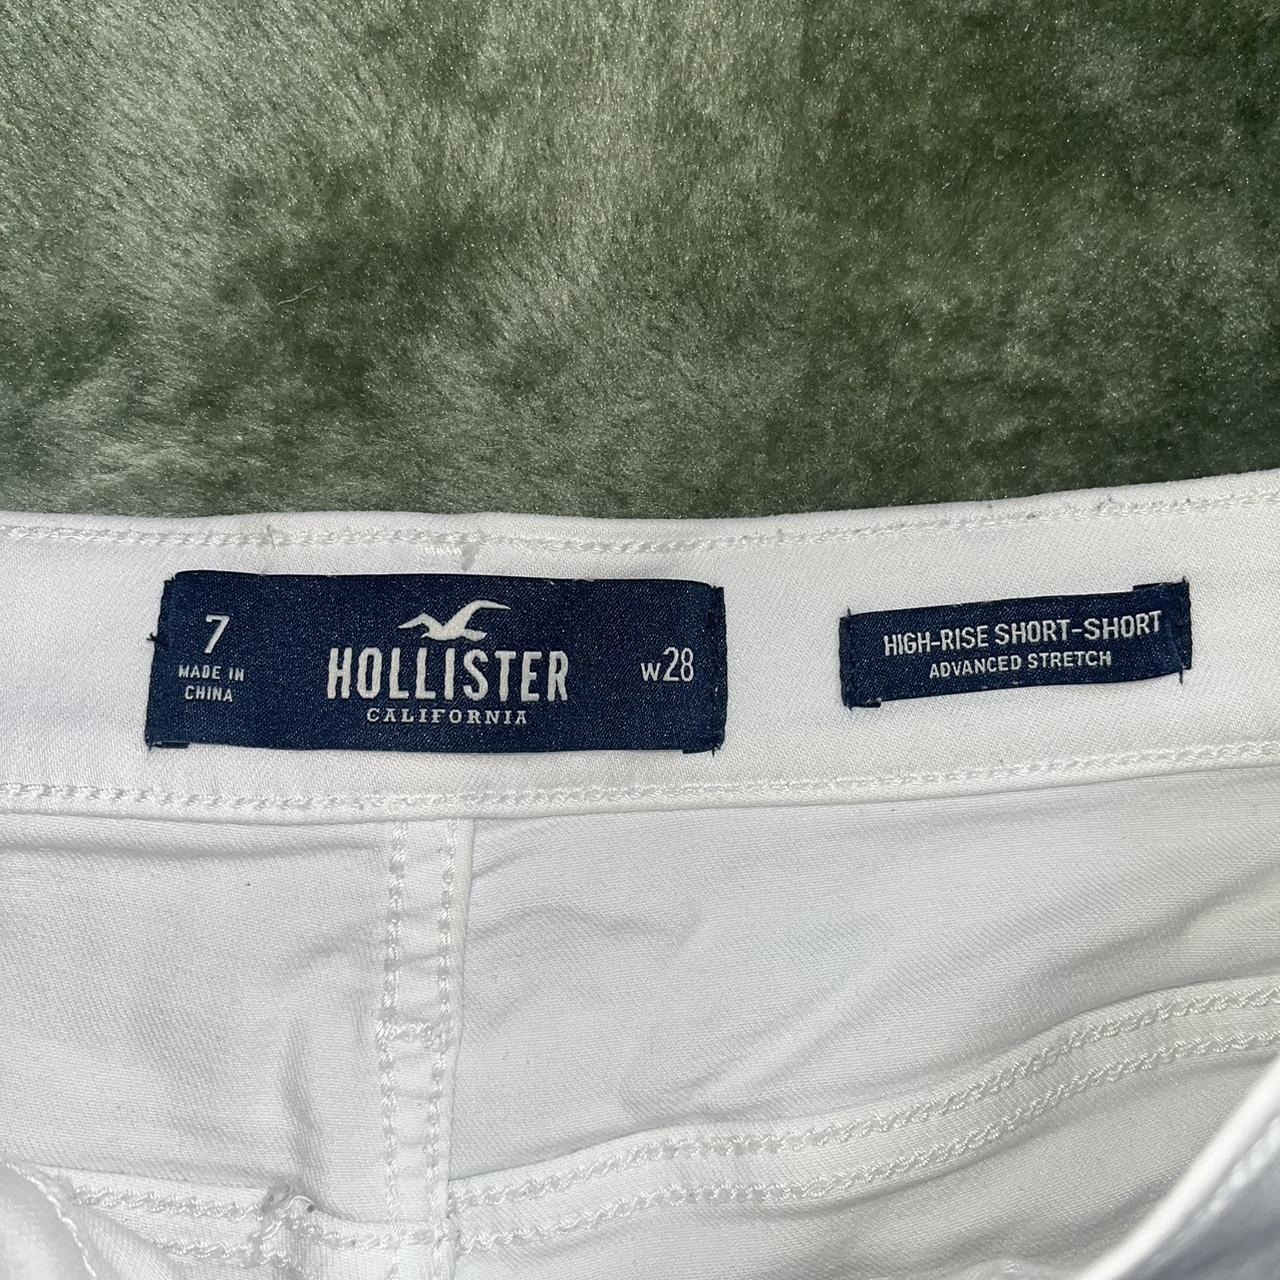 7
MADE IN
CHINA
HOLLISTER
CALIFORNIA
W28
HIGH-RISE SHORT-SHORT
ADVANCED STRETCH